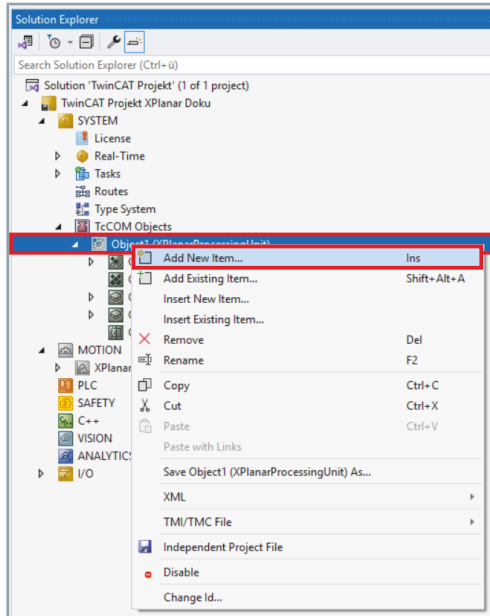 Solution Explorer
Search Solution Explorer (Ctrl+ü)
Solution 'TwinCAT Projekt' (1 of 1 project)
TwinCAT Projekt XPlanar Doku
SYSTEM
License
Real-Time
Tasks
Routes
Type System
TcCOM Objects
Object1 (XPlanarProcessingUnit)
Add New Item... Ins
Add Existing Item... Shift+Alt+A
Insert New Item...
Insert Existing Item...
Remove Del
Rename F2
Copy Ctrl+C
Cut Ctrl+X
Paste Ctrl+V
Paste with Links
Save Object1 (XPlanarProcessingUnit) As...
XML
TMI/TMC File
Independent Project File
Disable
Change Id...
MOTION
XPlanar
PLC
SAFETY
C++
VISION
ANALYTICS
I/O